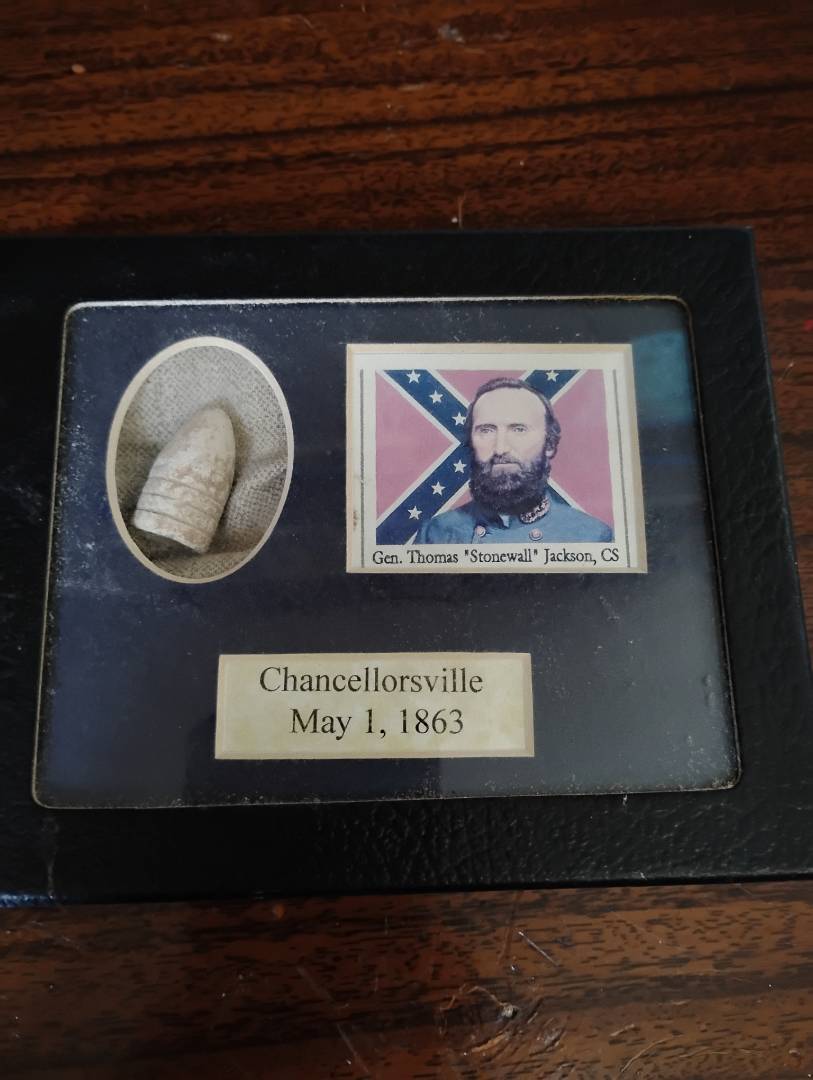 Gen. Thomas "Stonewall" Jackson, CS
Chancellorsville
May 1, 1863